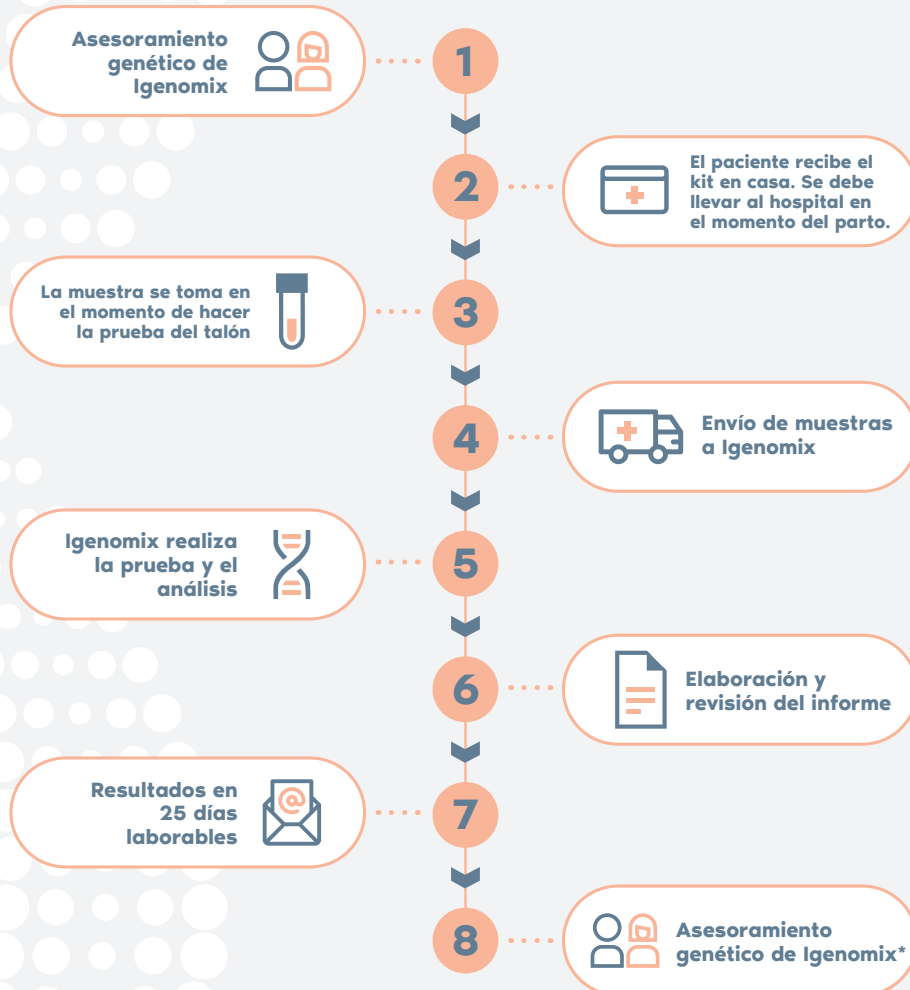 Asesoramiento
genético de
Igenomix
1
2
El paciente recibe el
kit en casa. Se debe
llevar al hospital en
el momento del parto.
La muestra se toma en
el momento de hacer
la prueba del talón
3
4
Envío de muestras
a Igenomix
Igenomix realiza
la prueba y el
análisis
5
6
Elaboración y
revisión del informe
Resultados en
25 días
laborables
@
7
8
Asesoramiento
genético de Igenomix*